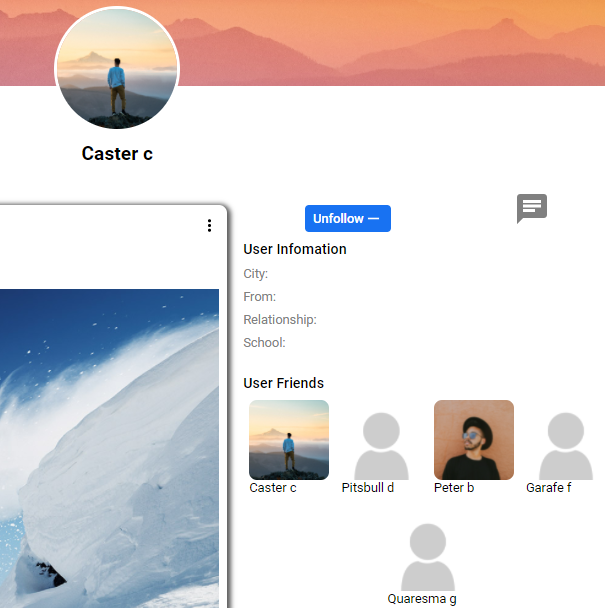 Caster c
Unfollow —
User Infomation
City:
From:
Relationship:
School:
User Friends
Caster c
Pitsbull d
Peter b
Garafe f
Quaresma g